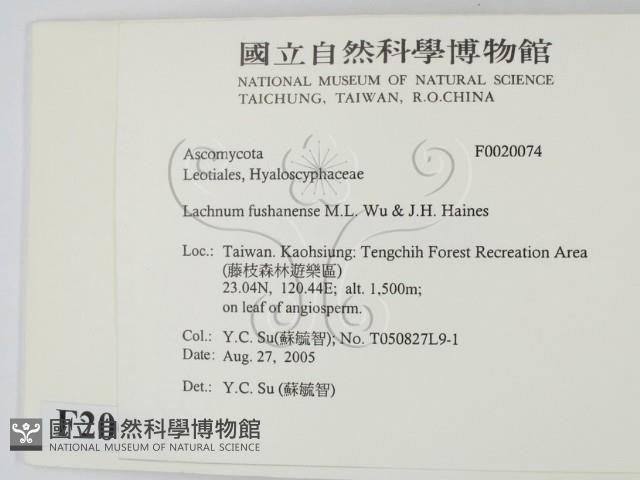 國立自然科學博物館
NATIONAL MUSEUM OF NATURAL SCIENCE
TAICHUNG, TAIWAN, R.O.CHINA
Ascomycota F0020074
Leotiales, Hyaloscyphaceae
Lachnum fushanense M.L. Wu & J.H. Haines
Loc.: Taiwan. Kaohsiung: Tengchih Forest Recreation Area
(藤枝森林遊樂區)
23.04N, 120.44E; alt. 1,500m;
on leaf of angiosperm.
Col.: Y.C. Su(蘇毓智); No. T050827L9-1
Date: Aug. 27, 2005
Det.: Y.C. Su (蘇毓智)
F20
國立自然科學博物館
NATIONAL MUSEUM OF NATURAL SCIENCE